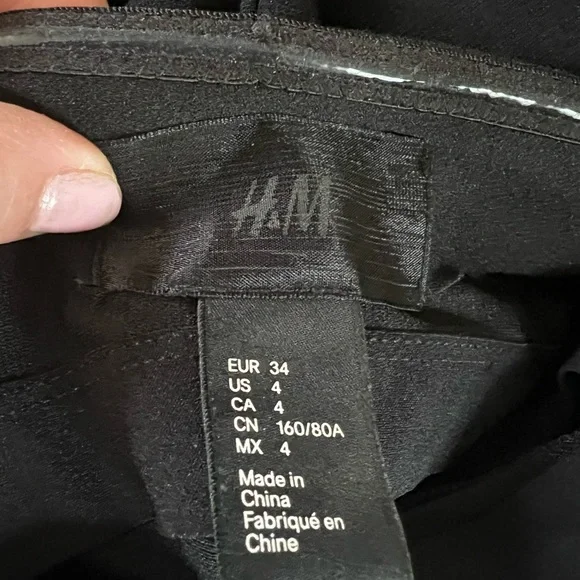 H&M
EUR 34
US 4
CA 4
CN 160/80A
MX 4
Made in
China
Fabriqué en
Chine